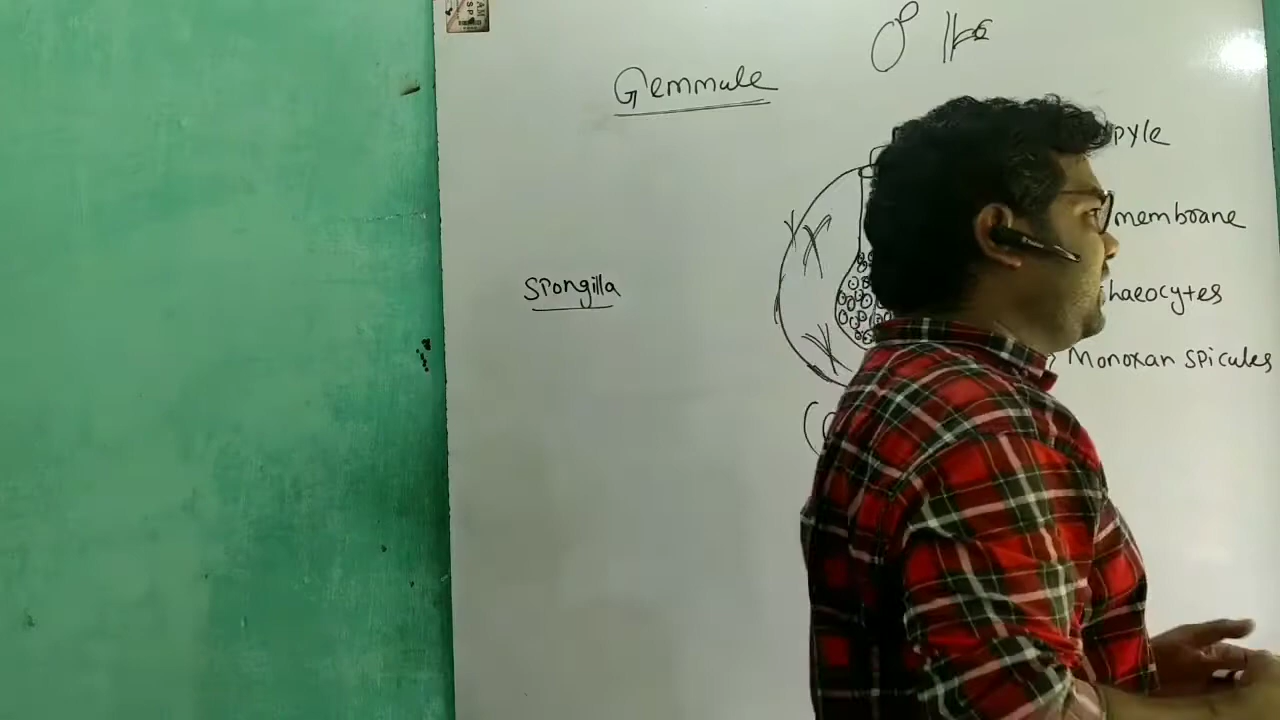 Gemmule
pyle
membrane
Spongilla
haeocytes
Monoxan spicules